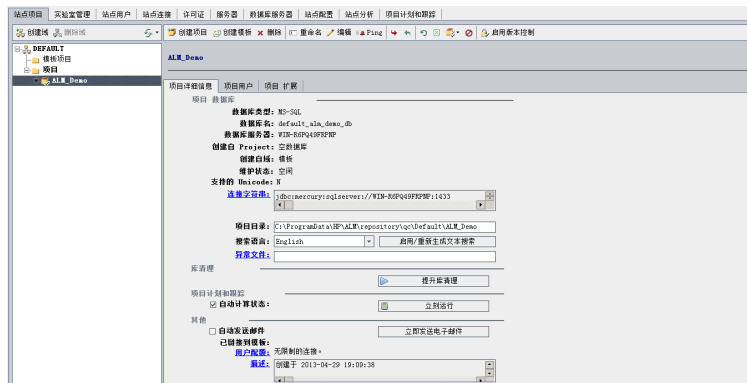 站点项目 实验室管理 站点用户 站点连接 许可证 服务器 数据库服务器 站点配置 站点分析 项目计划和跟踪
创建域 删除域 创建项目 创建模板 删除 重命名 编辑 Ping 启用版本控制
DEFAULT
模板项目
项目
ALM_Demo
ALM_Demo
项目详细信息 项目用户 项目 扩展
项目 数据库
数据库类型: MS-SQL
数据库名: default_alm_demo_db
数据库服务器: WIN-R6PQ49FRPNP
创建自 Project: 空数据库
创建自域: 模板
维护状态: 空闲
支持的 Unicode: N
连接字符串: jdbc:mercury:sqlserver://WIN-R6PQ49FRPNP:1433
项目目录: C:\ProgramData\HP\ALM\repository\qc\Default\ALM_Demo
搜索语言: English 启用/重新生成文本搜索
异常文件:
库清理
提升库清理
项目计划和跟踪
自动计算状态: 立刻运行
其他
自动发送邮件 立即发送电子邮件
已链接到模板:
用户配额: 无限制的连接。
描述: 创建于 2013-04-29 19:09:38